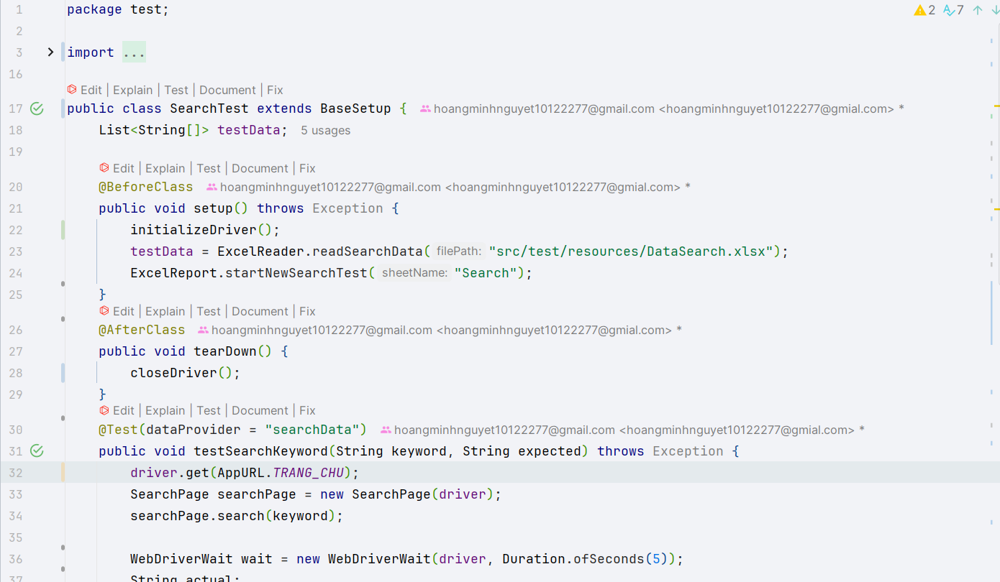 1 package test; 2 7
2
3 import ...
16
Edit | Explain | Test | Document | Fix
17 public class SearchTest extends BaseSetup { hoangminhnguyet10122277@gmail.com <hoangminhnguyet10122277@gmial.com> *
18 List<String[]> testData; 5 usages
19
Edit | Explain | Test | Document | Fix
20 @BeforeClass hoangminhnguyet10122277@gmail.com <hoangminhnguyet10122277@gmial.com> *
21 public void setup() throws Exception {
22 initializeDriver();
23 testData = ExcelReader.readSearchData( filePath: "src/test/resources/DataSearch.xlsx");
24 ExcelReport.startNewSearchTest( sheetName: "Search");
25 }
Edit | Explain | Test | Document | Fix
26 @AfterClass hoangminhnguyet10122277@gmail.com <hoangminhnguyet10122277@gmial.com> *
27 public void tearDown() {
28 closeDriver();
29 }
Edit | Explain | Test | Document | Fix
30 @Test(dataProvider = "searchData") hoangminhnguyet10122277@gmail.com <hoangminhnguyet10122277@gmial.com> *
31 public void testSearchKeyword(String keyword, String expected) throws Exception {
32 driver.get(AppURL.TRANG_CHU);
33 SearchPage searchPage = new SearchPage(driver);
34 searchPage.search(keyword);
35
36 WebDriverWait wait = new WebDriverWait(driver, Duration.ofSeconds(5));
37 String actual;